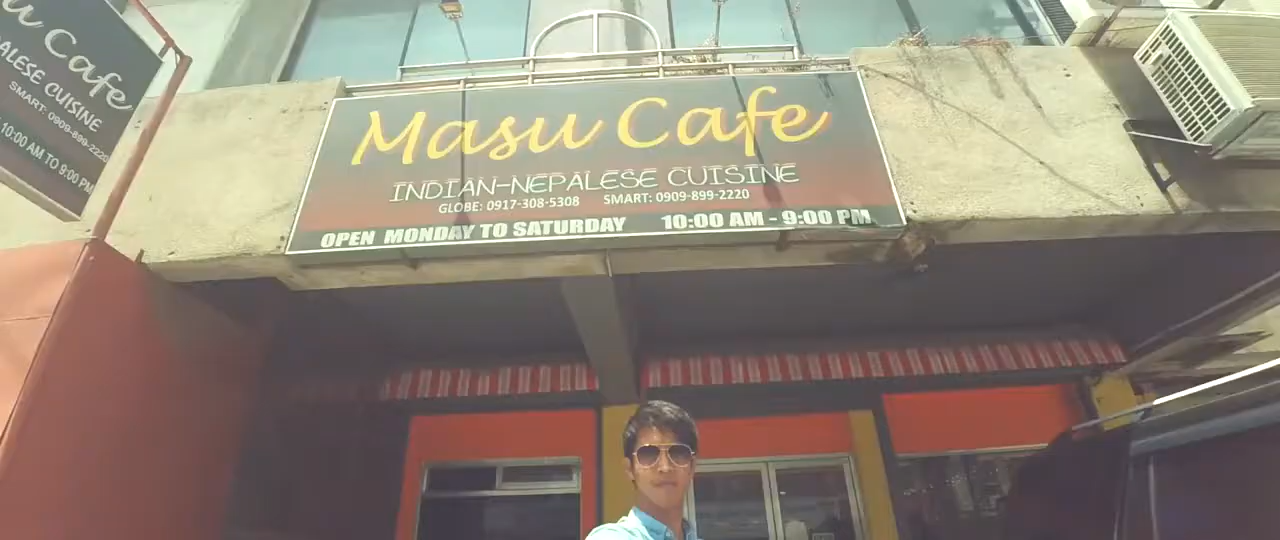 u Cafe
ALESE CUISINE
SMART: 0909-899-2220
10:00 AM TO 9:00 PM
Masu Cafe
INDIAN-NEPALESE CUISINE
GLOBE: 0917-308-5308 SMART: 0909-899-2220
OPEN MONDAY TO SATURDAY 10:00 AM - 9:00 PM